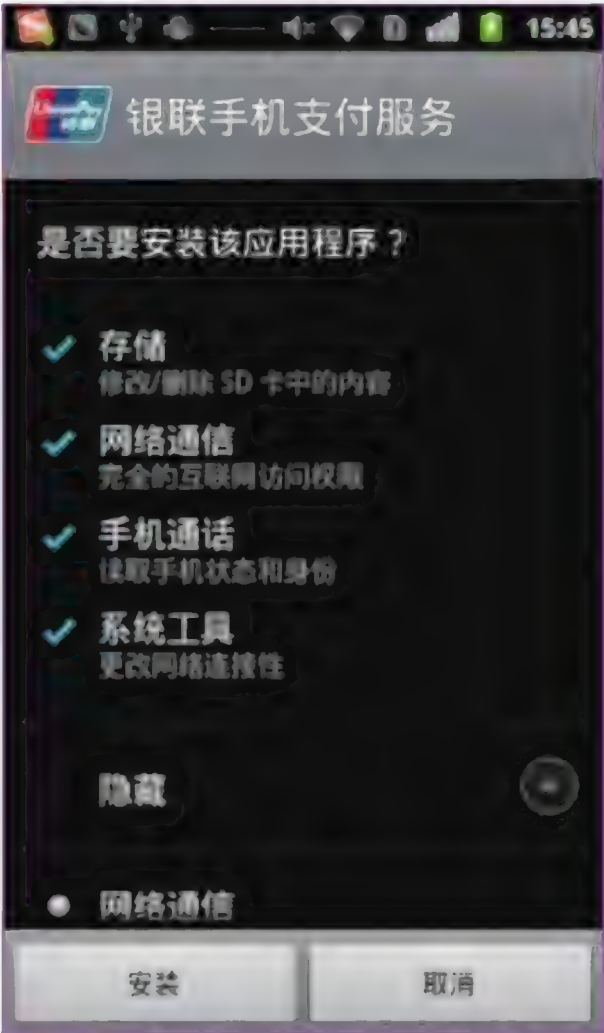 15:45
UnionPay
银联手机支付服务
是否要安装该应用程序？
存储
修改/删除 SD 卡中的内容
网络通信
完全的互联网访问权限
手机通话
读取手机状态和身份
系统工具
更改网络连接性
隐藏
网络通信
安装
取消